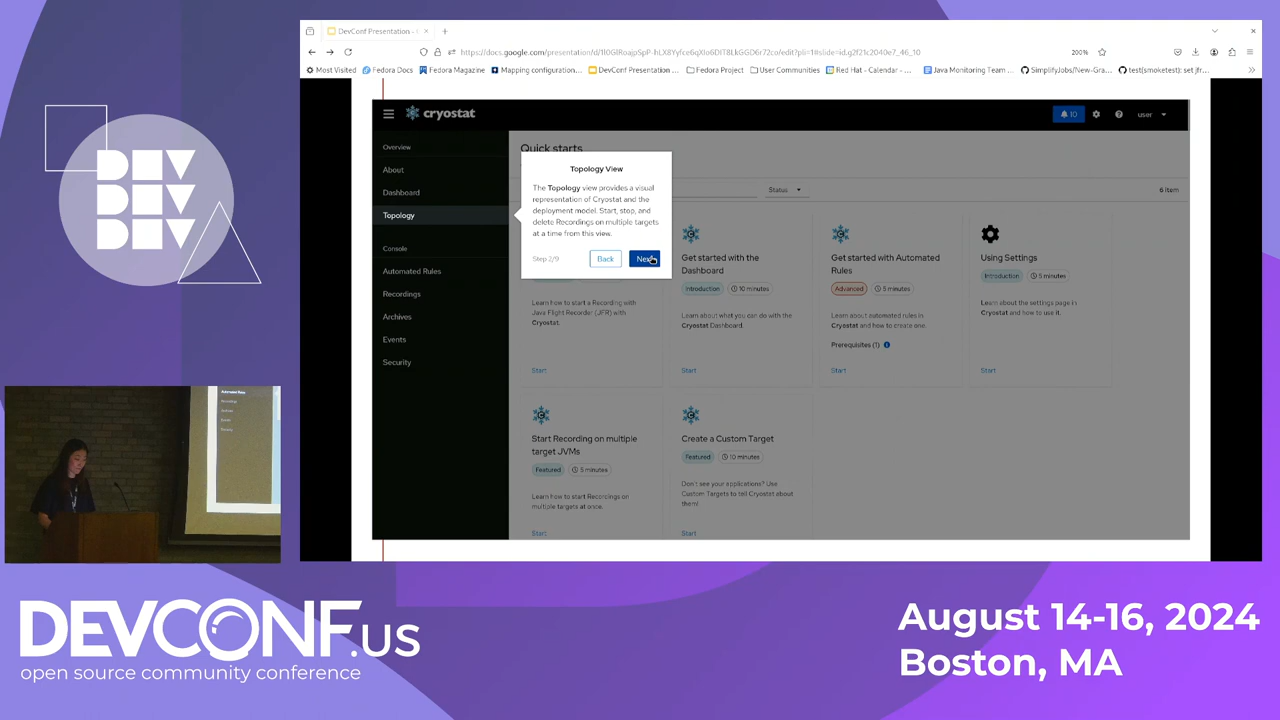 DevConf Presentation -
https://docs.google.com/presentation/d/
200%
Most Visited
Fedora Docs
Fedora Magazine
Mapping configuration...
DevConf Presentation ...
Fedora Project
User Communities
Red Hat - Calendar - ...
Java Monitoring Team ...
SimplifyJobs/New-Gra...
test(smoketest): set jfr...
cryostat
10
user
Overview
About
Dashboard
Topology
Console
Automated Rules
Recordings
Archives
Events
Security
Quick starts
Status
6 item
Topology View
The Topology view provides a visual
representation of Cryostat and the
deployment model. Start, stop, and
delete Recordings on multiple targets
at a time from this view.
Step 2/9
Back
Next
Learn how to start a Recording with
Java Flight Recorder (JFR) with
Cryostat.
Start
Get started with the
Dashboard
Introduction
10 minutes
Learn about what you can do with the
Cryostat Dashboard.
Start
Get started with Automated
Rules
Advanced
5 minutes
Learn about automated rules in
Cryostat and how to create one.
Prerequisites (1)
Start
Using Settings
Introduction
5 minutes
Learn about the settings page in
Cryostat and how to use it.
Start
Start Recording on multiple
target JVMs
Featured
5 minutes
Learn how to start Recordings on
multiple targets at once.
Start
Create a Custom Target
Featured
10 minutes
Don't see your applications? Use
Custom Targets to tell Cryostat about
them!
Start
DEV
DEV
DEV
DEVCONF.US
open source community conference
August 14-16, 2024
Boston, MA